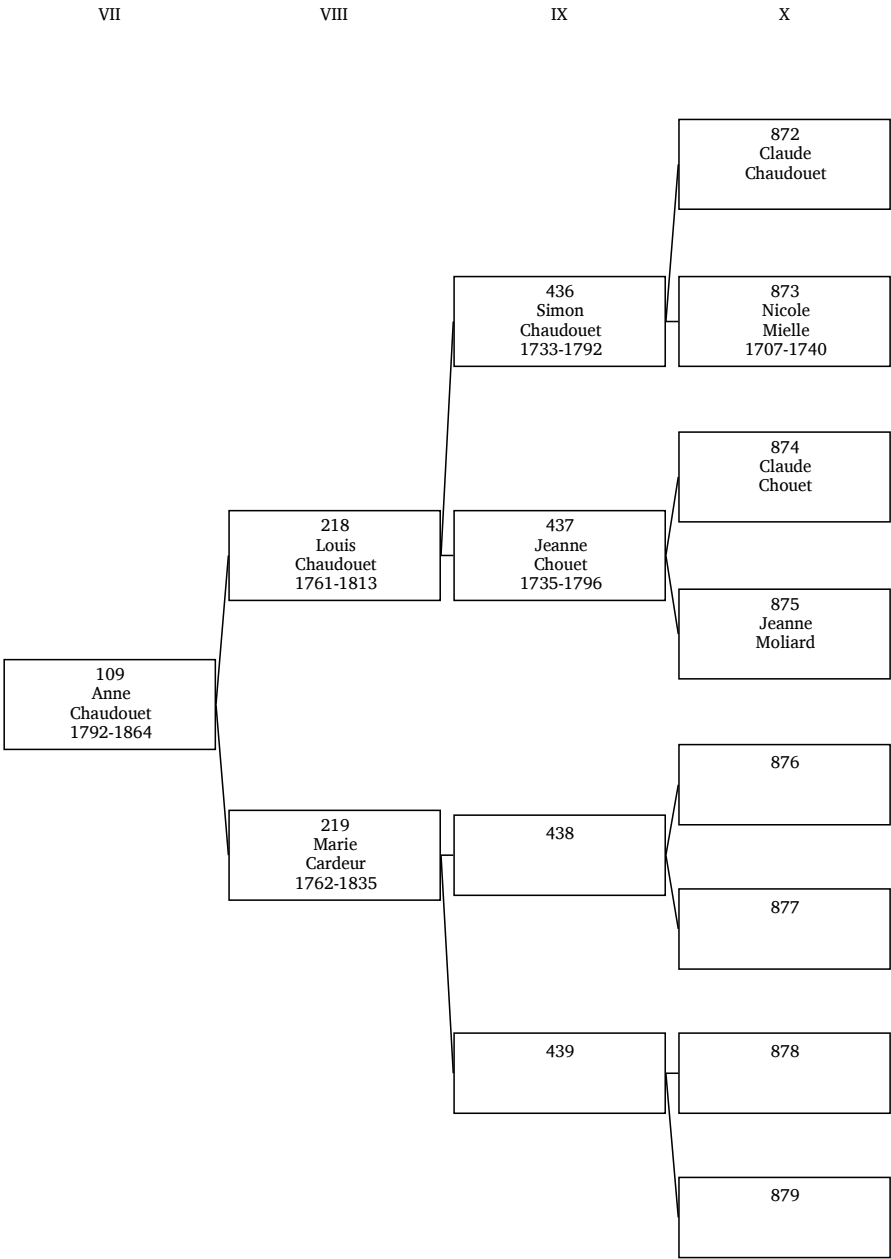 VII VIII IX X
872
Claude
Chaudouet
436
Simon
Chaudouet
1733-1792
873
Nicole
Mielle
1707-1740
874
Claude
Chouet
218
Louis
Chaudouet
1761-1813
437
Jeanne
Chouet
1735-1796
875
Jeanne
Moliard
109
Anne
Chaudouet
1792-1864
876
219
Marie
Cardeur
1762-1835
438
877
439
878
879